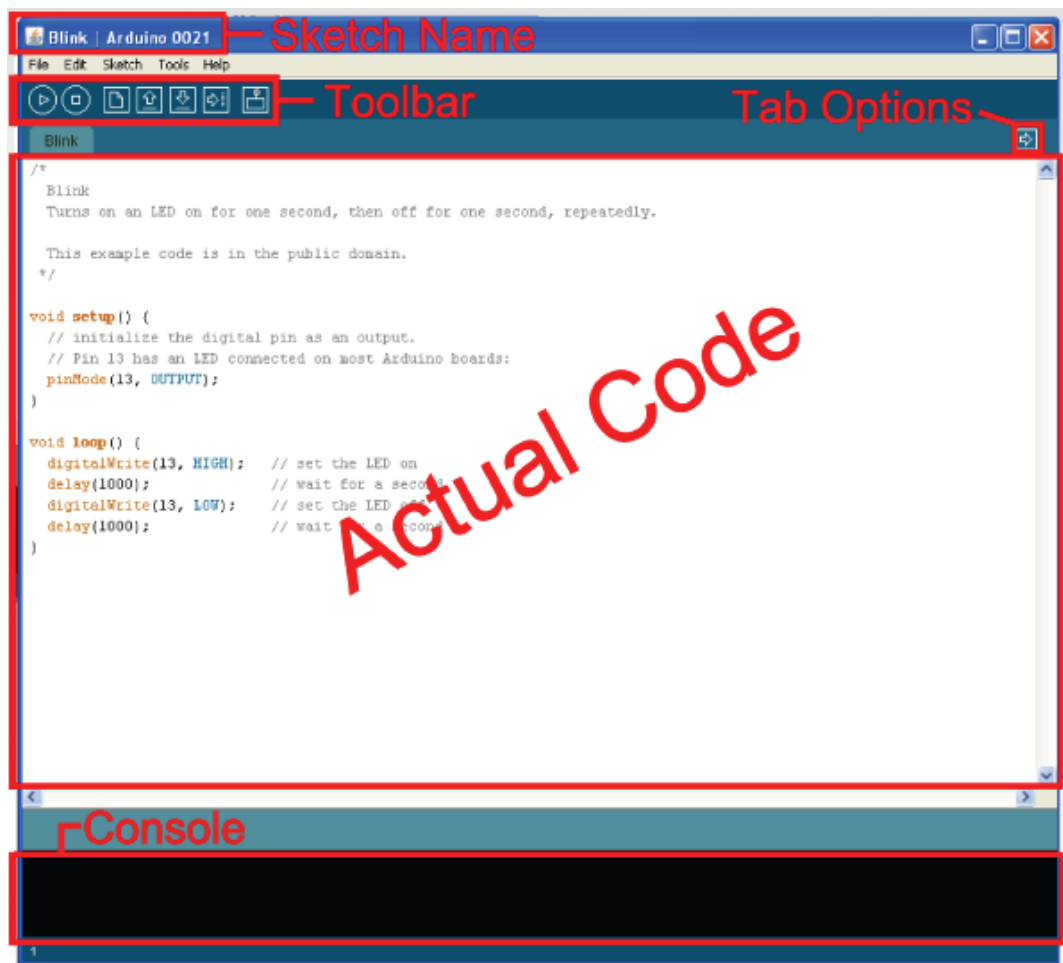 Blink | Arduino 0021
Sketch Name
File Edit Sketch Tools Help
Toolbar
Tab Options
Blink
/*
  Blink
  Turns on an LED on for one second, then off for one second, repeatedly.

  This example code is in the public domain.
 */

void setup() {
  // initialize the digital pin as an output.
  // Pin 13 has an LED connected on most Arduino boards:
  pinMode(13, OUTPUT);
}

void loop() {
  digitalWrite(13, HIGH);   // set the LED on
  delay(1000);              // wait for a second
  digitalWrite(13, LOW);    // set the LED off
  delay(1000);              // wait for a second
}
Actual Code
Console
1